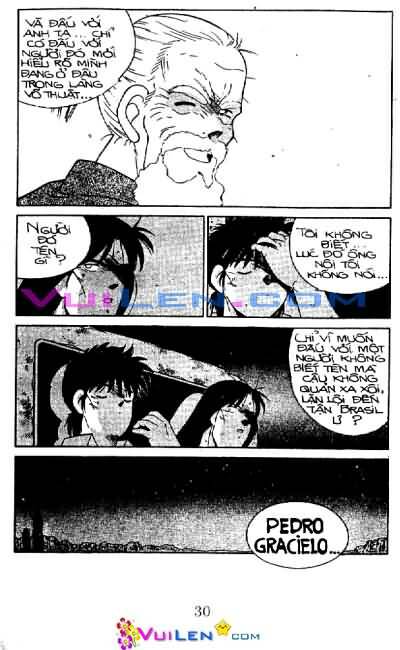 VÀ ĐẤU VỚI
ANH TA... CHỈ
CÓ ĐẤU VỚI
NGƯỜI ĐÓ MỚI
HIỂU RÕ MÌNH
ĐANG Ở ĐÂU
TRONG LÀNG
VÕ THUẬT...
NGƯỜI
ĐÓ
TÊN
GÌ?
TÔI KHÔNG
BIẾT...
LÚC ĐÓ ÔNG
NỘI TÔI
KHÔNG NÓI...
VUILEN.COM
CHỈ VÌ MUỐN
ĐẤU VỚI MỘT
NGƯỜI KHÔNG
BIẾT TÊN MÀ
CẬU KHÔNG
QUẢN XA XÔI,
LẶN LỘI ĐẾN
TẬN BRASIL
Ư?
PEDRO
GRACIELO...
30
VUILEN.COM